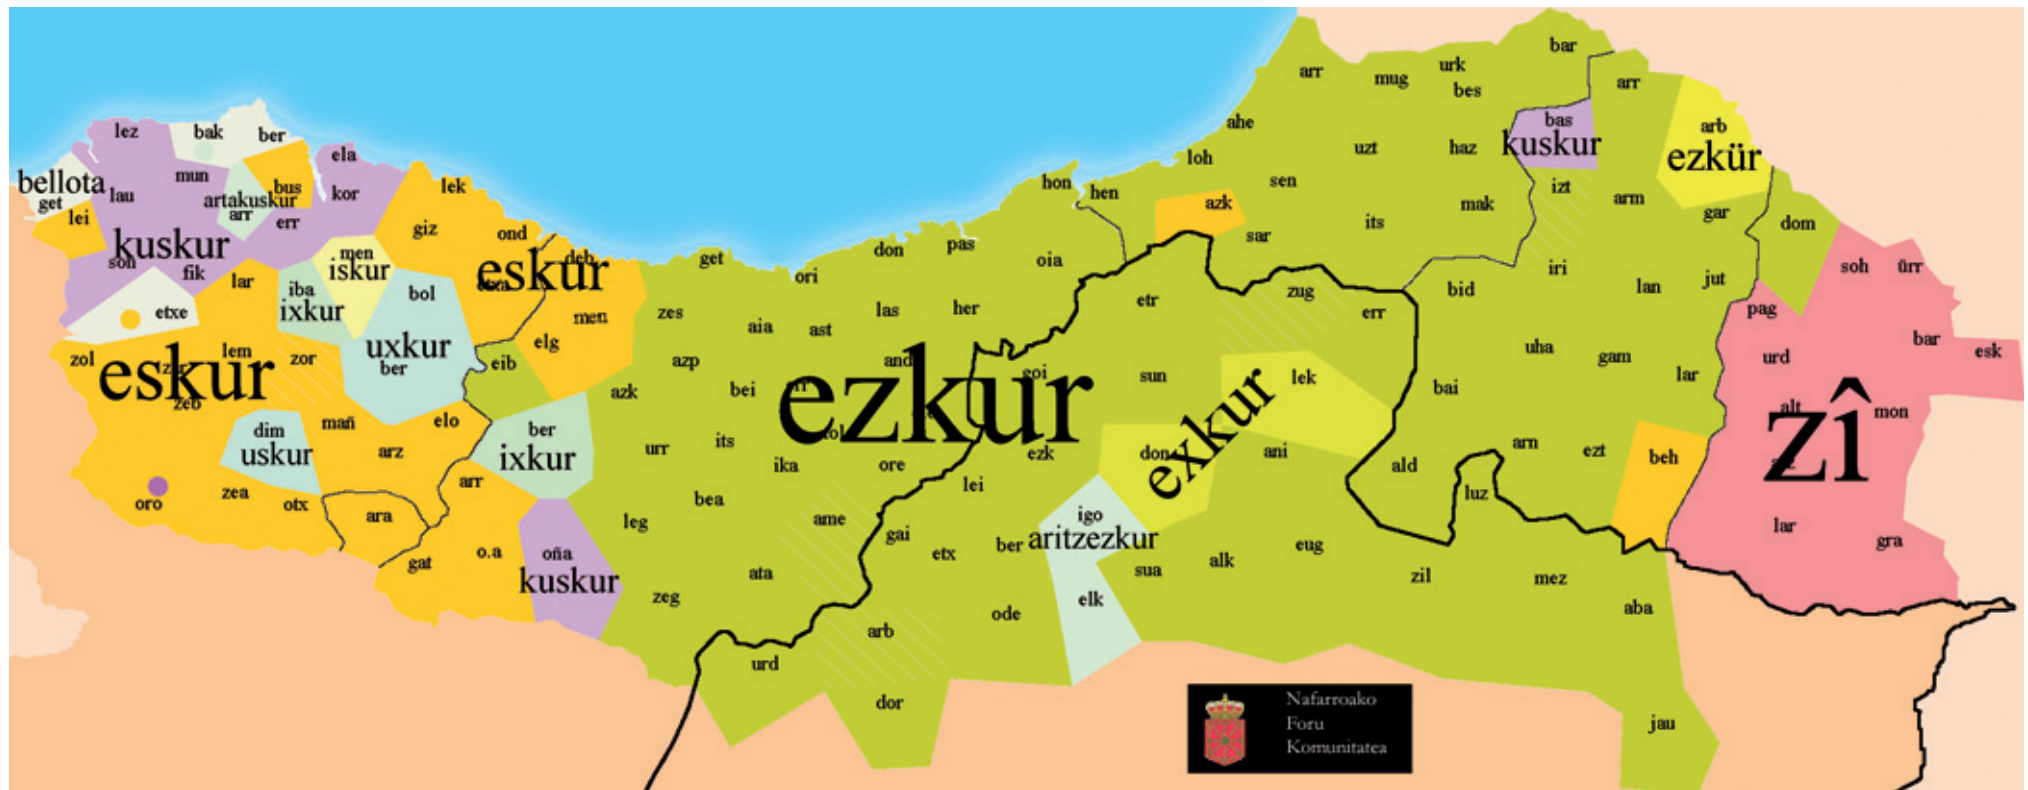 bar
arr
mug
urk
bes
arr
ahe
bas
kuskur
arb
ezkür
lez
bak
ber
ela
loh
uzt
haz
bellota
get
lau
mun
bus
artakuskur
arr
kor
lek
hon
hen
sen
izt
arm
lei
err
giz
azk
its
mak
gar
kuskur
son
fik
men
iskur
ond
eskur
deb
don
pas
oia
sar
dom
lar
iba
ixkur
bol
etxa
get
ori
iri
lan
jut
soh
ürr
etxe
men
zes
aia
ast
las
her
etr
zug
err
bid
pag
zol
lem
eskur
zeb
zor
uxkur
ber
eib
elg
azp
and
uha
gam
urd
bar
esk
azk
bei
ezkur
goi
sun
exkur
lek
bai
lar
zî
alt
mon
dim
uskur
mañ
elo
arz
ber
ixkur
urr
its
ika
tol
ore
ezk
don
ani
ald
arn
ezt
beh
oro
zea
otx
ara
arr
leg
bea
ame
lei
igo
aritzezkur
luz
lar
gra
gat
o.a
oña
kuskur
zeg
ata
gai
etx
ber
sua
alk
eug
zil
mez
aba
elk
ode
arb
urd
dor
jau
Nafarroako
Foru
Komunitatea